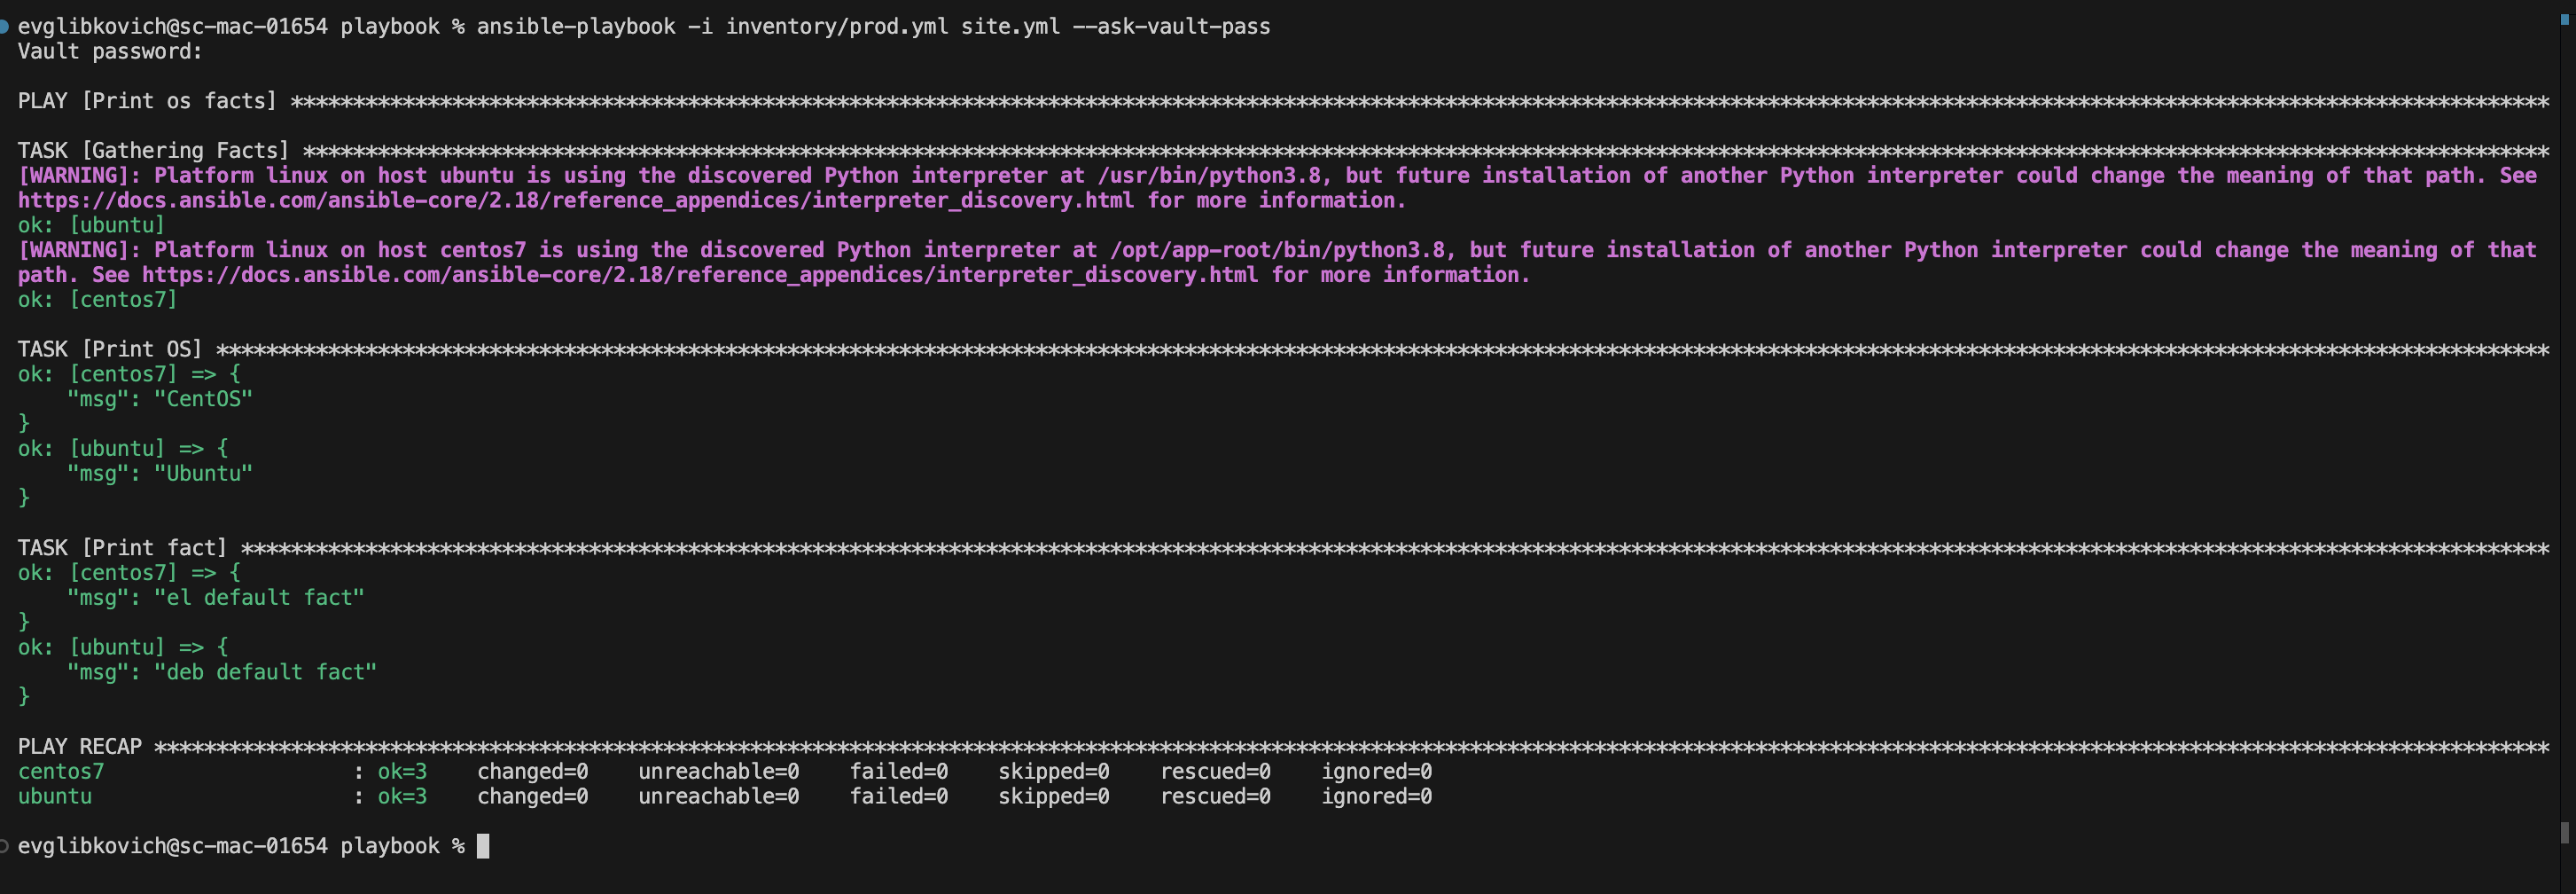 evglibkovich@sc-mac-01654 playbook % ansible-playbook -i inventory/prod.yml site.yml --ask-vault-pass
Vault password:
PLAY [Print os facts] ****************************************************************************************************************************************************************************************
TASK [Gathering Facts] ***************************************************************************************************************************************************************************************
[WARNING]: Platform linux on host ubuntu is using the discovered Python interpreter at /usr/bin/python3.8, but future installation of another Python interpreter could change the meaning of that path. See
https://docs.ansible.com/ansible-core/2.18/reference_appendices/interpreter_discovery.html for more information.
ok: [ubuntu]
[WARNING]: Platform linux on host centos7 is using the discovered Python interpreter at /opt/app-root/bin/python3.8, but future installation of another Python interpreter could change the meaning of that
path. See https://docs.ansible.com/ansible-core/2.18/reference_appendices/interpreter_discovery.html for more information.
ok: [centos7]
TASK [Print OS] **********************************************************************************************************************************************************************************************
ok: [centos7] => {
    "msg": "CentOS"
}
ok: [ubuntu] => {
    "msg": "Ubuntu"
}
TASK [Print fact] ********************************************************************************************************************************************************************************************
ok: [centos7] => {
    "msg": "el default fact"
}
ok: [ubuntu] => {
    "msg": "deb default fact"
}
PLAY RECAP ***************************************************************************************************************************************************************************************************
centos7                    : ok=3    changed=0    unreachable=0    failed=0    skipped=0    rescued=0    ignored=0
ubuntu                     : ok=3    changed=0    unreachable=0    failed=0    skipped=0    rescued=0    ignored=0
evglibkovich@sc-mac-01654 playbook %